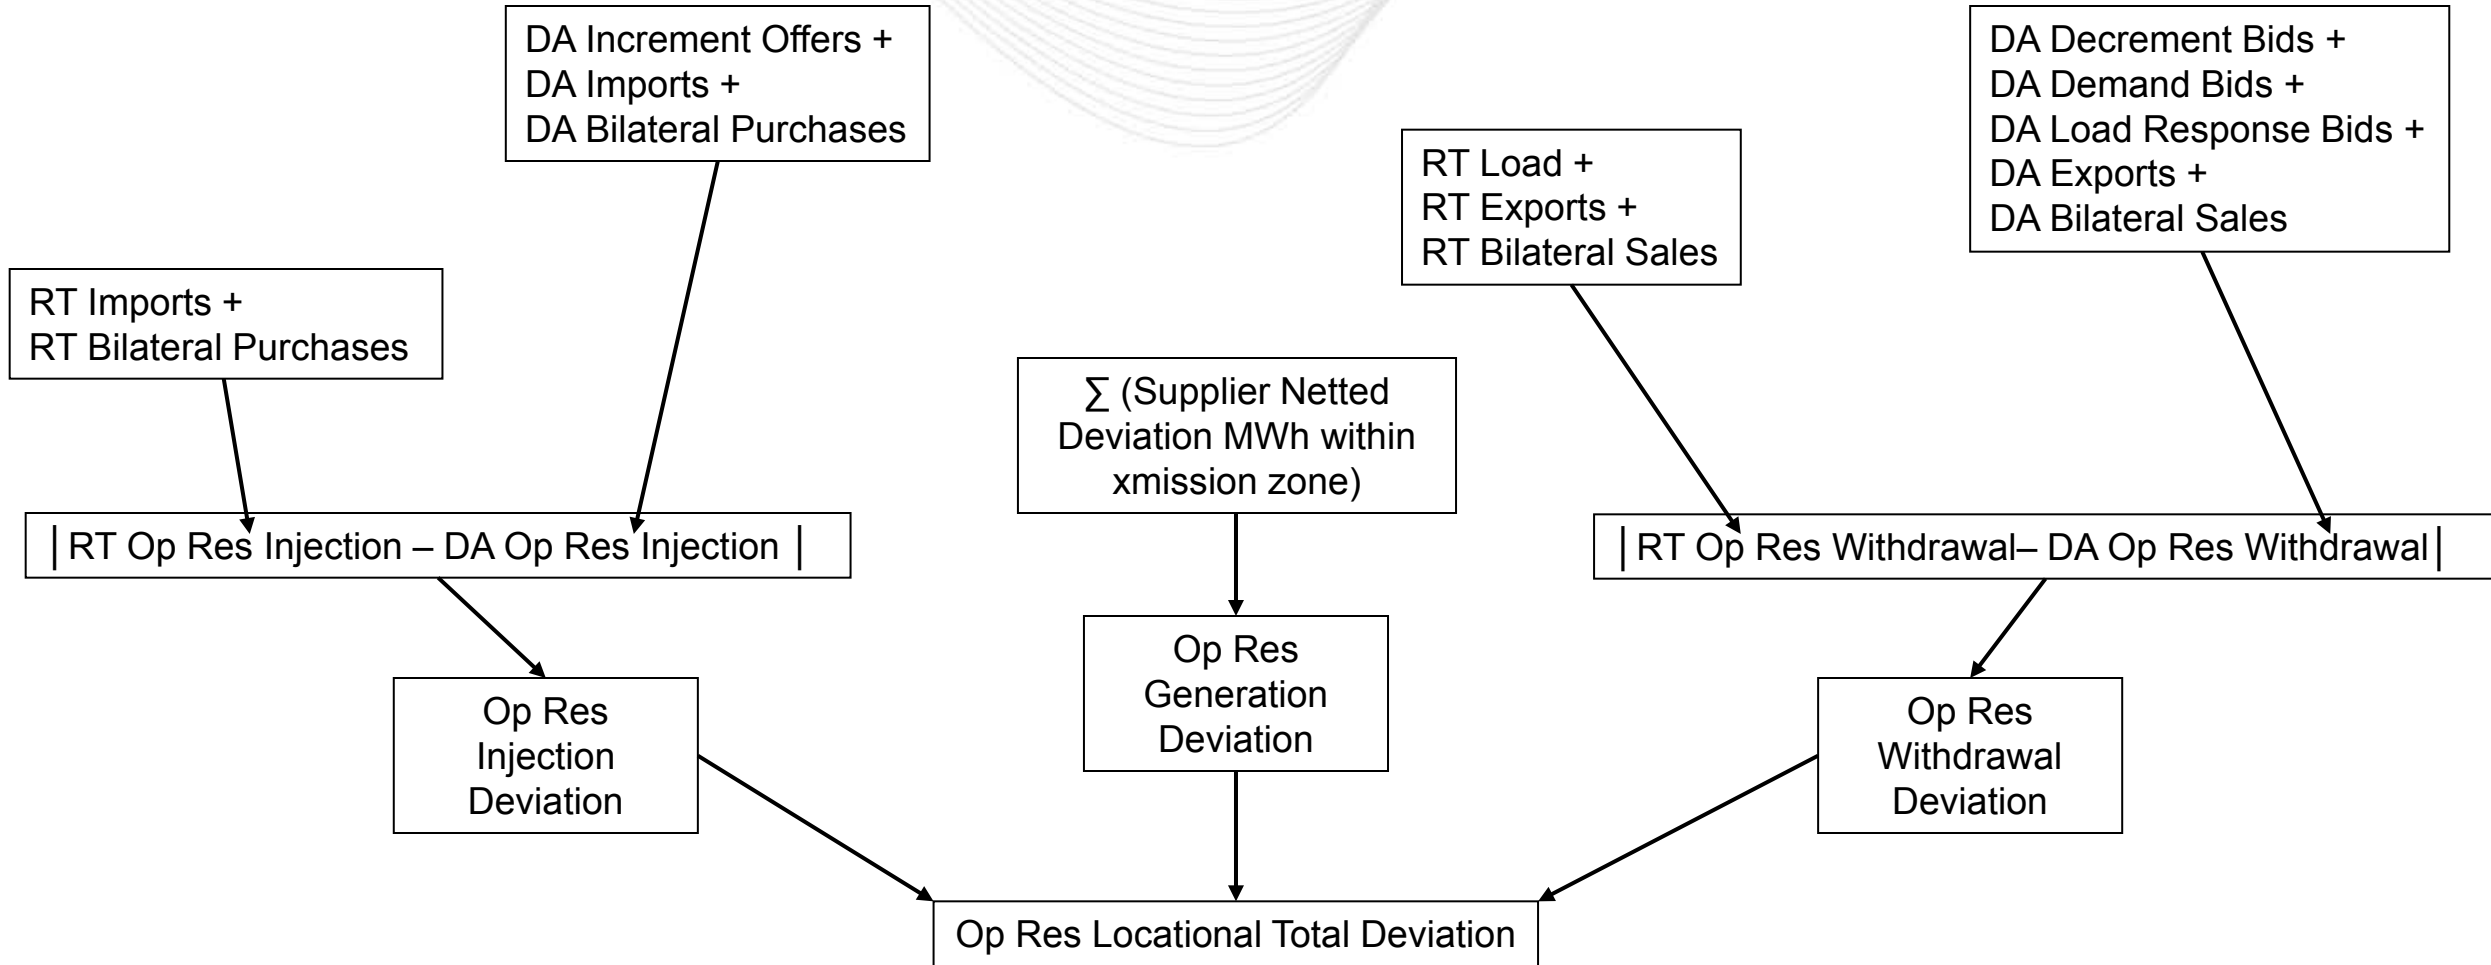 DA Increment Offers +
DA Imports +
DA Bilateral Purchases
DA Decrement Bids +
DA Demand Bids +
DA Load Response Bids +
DA Exports +
DA Bilateral Sales
RT Load +
RT Exports +
RT Bilateral Sales
RT Imports +
RT Bilateral Purchases
∑ (Supplier Netted
Deviation MWh within
xmission zone)
│RT Op Res Injection – DA Op Res Injection │
│RT Op Res Withdrawal– DA Op Res Withdrawal│
Op Res
Generation
Deviation
Op Res
Injection
Deviation
Op Res
Withdrawal
Deviation
Op Res Locational Total Deviation